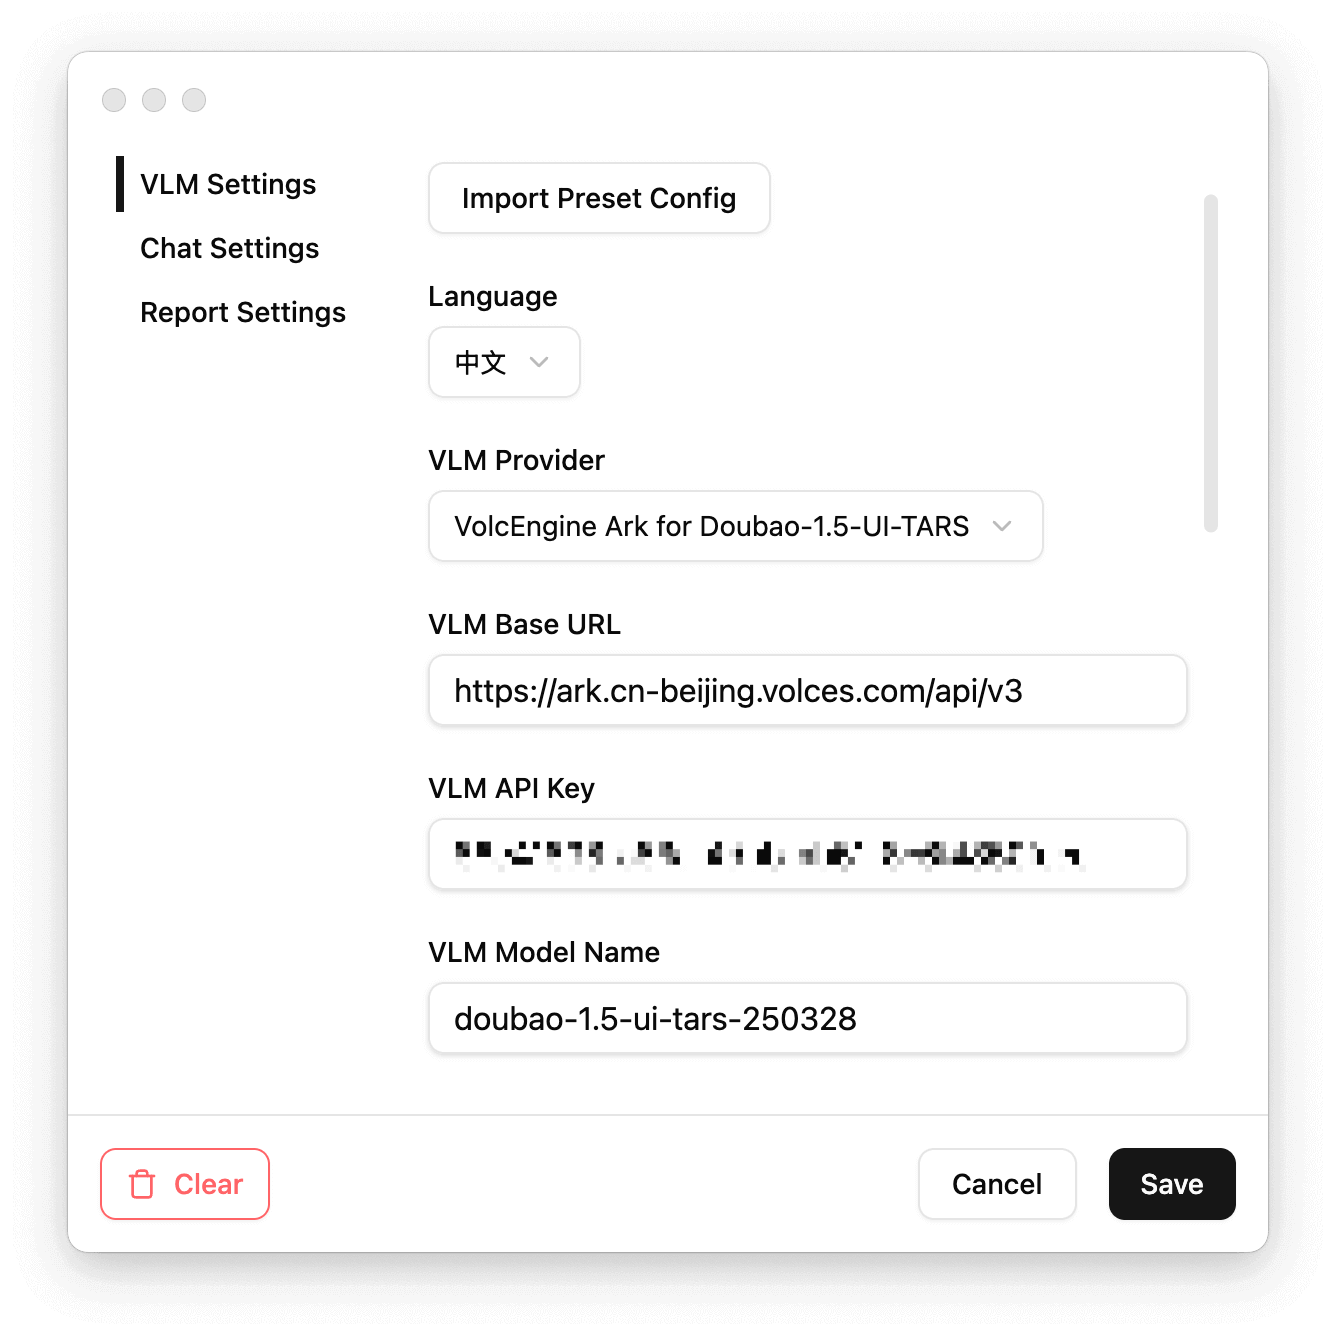 VLM Settings
Chat Settings
Report Settings
Import Preset Config
Language
中文
VLM Provider
VolcEngine Ark for Doubao-1.5-UI-TARS
VLM Base URL
https://ark.cn-beijing.volces.com/api/v3
VLM API Key
VLM Model Name
doubao-1.5-ui-tars-250328
Clear
Cancel
Save